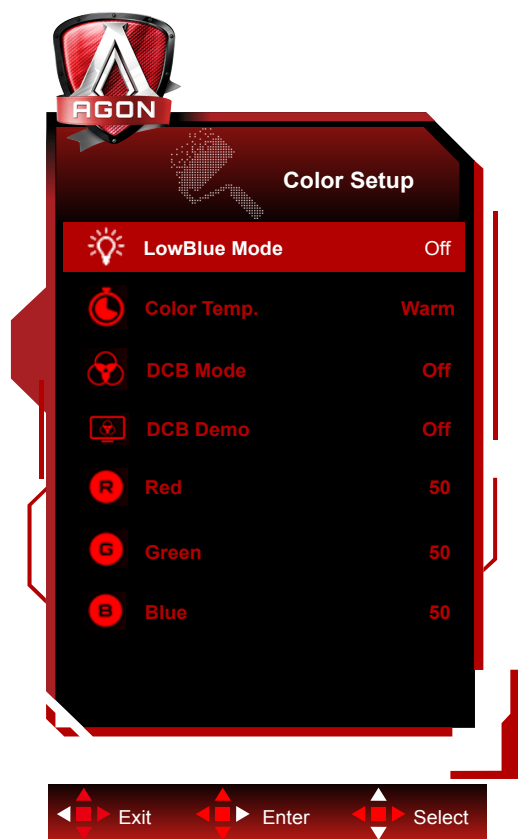 AGON
Color Setup
LowBlue Mode Off
Color Temp. Warm
DCB Mode Off
DCB Demo Off
R Red 50
G Green 50
B Blue 50
Exit Enter Select